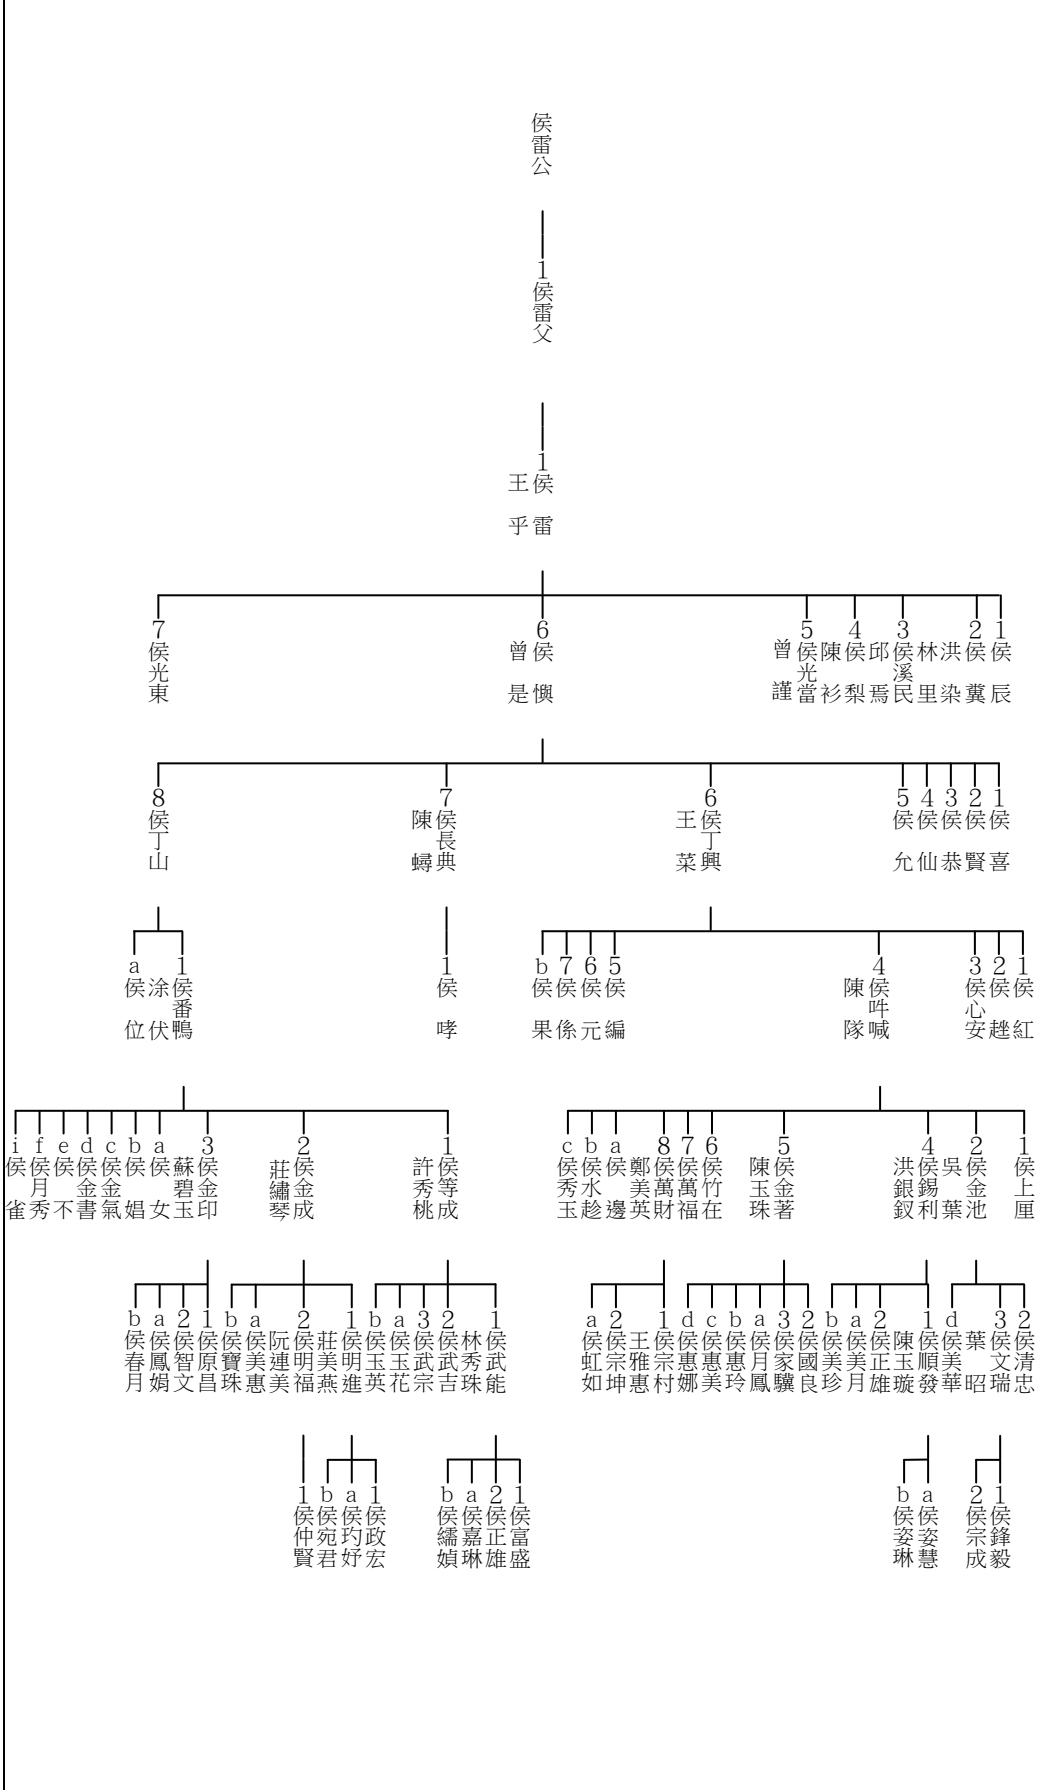 侯雷公
1侯雷父
1侯 雷
王 乎
1侯 辰
2侯 糞
洪 染
林 里
3侯溪民
邱 焉
4侯 梨
陳 衫
5侯光當
曾 謹
6侯 懊
曾 是
7侯光東
1侯 喜
2侯 賢
3侯 恭
4侯 仙
5侯 允
6侯丁興
王 菜
7侯長典
陳 蟳
8侯丁山
1侯 紅
2侯
3侯心安
4侯吽喊
陳 隊
5侯 編
6侯 元
7侯 係
b侯 果
1侯 哮
1侯番鴨
涂 伏
a侯 位
1侯上厘
2侯金池
吳 葉
4侯錫利
洪銀釵
5侯金著
陳玉珠
6侯竹在
7侯萬福
8侯萬財
鄭美英
a侯 邊
b侯水趁
c侯秀玉
1侯等成
許秀桃
2侯金成
莊繡琴
3侯金印
蘇碧玉
a侯 女
b侯 娼
c侯金氣
d侯金書
e侯 不
f侯月秀
i侯 雀
2侯清忠
3侯文瑞
葉 昭
d侯美華
1侯順發
陳玉璇
2侯正雄
a侯美月
b侯美珍
2侯國良
3侯家驥
a侯月鳳
b侯惠玲
c侯惠美
d侯惠娜
1侯宗村
王雅惠
2侯宗坤
a侯虹如
1侯武能
林秀珠
2侯武吉
3侯武宗
a侯玉花
b侯玉英
1侯明進
莊美燕
2侯明福
阮連美
a侯美惠
b侯寶珠
1侯原昌
2侯智文
a侯鳳娟
b侯春月
1侯鋒毅
2侯宗成
a侯姿慧
b侯姿琳
1侯富盛
2侯正雄
a侯嘉琳
b侯繻媜
1侯政宏
a侯玓妤
b侯宛君
1侯仲賢